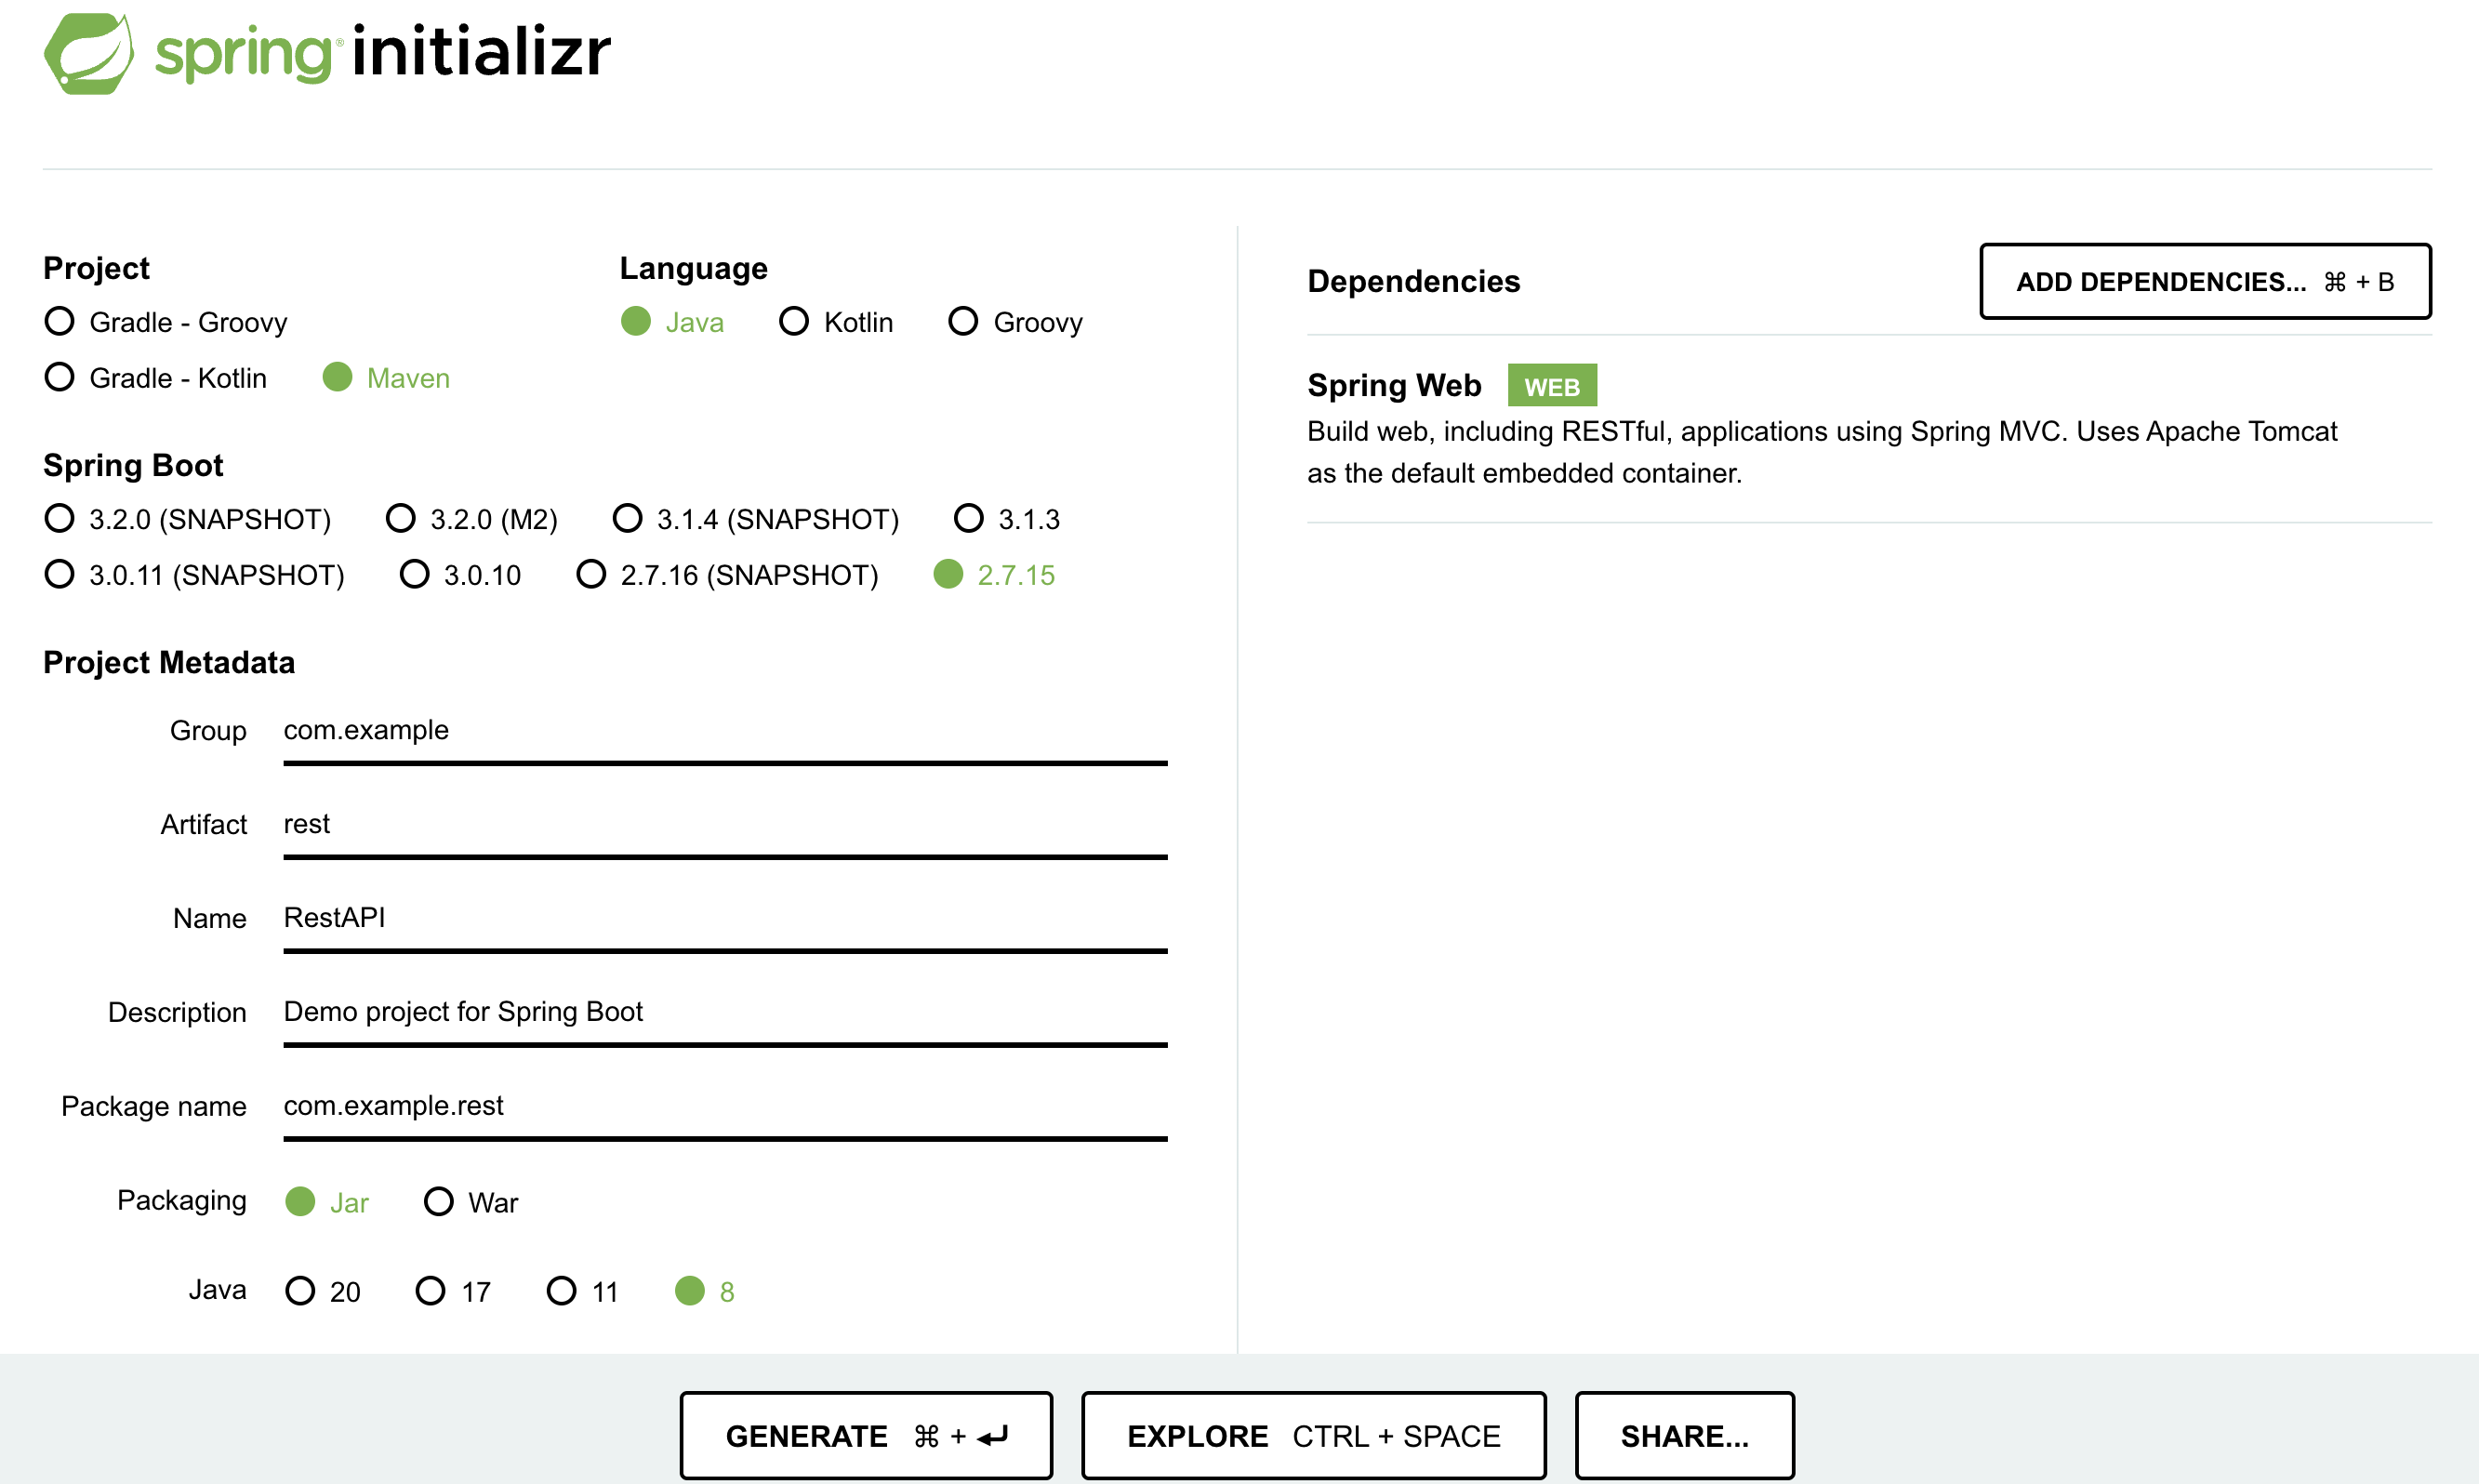 spring initializr
Project
Gradle - Groovy
Gradle - Kotlin Maven
Language
Java Kotlin Groovy
Spring Boot
3.2.0 (SNAPSHOT) 3.2.0 (M2) 3.1.4 (SNAPSHOT) 3.1.3
3.0.11 (SNAPSHOT) 3.0.10 2.7.16 (SNAPSHOT) 2.7.15
Project Metadata
Group com.example
Artifact rest
Name RestAPI
Description Demo project for Spring Boot
Package name com.example.rest
Packaging Jar War
Java 20 17 11 8
Dependencies ADD DEPENDENCIES... ⌘ + B
Spring Web WEB
Build web, including RESTful, applications using Spring MVC. Uses Apache Tomcat
as the default embedded container.
GENERATE ⌘ + ↵ EXPLORE CTRL + SPACE SHARE...